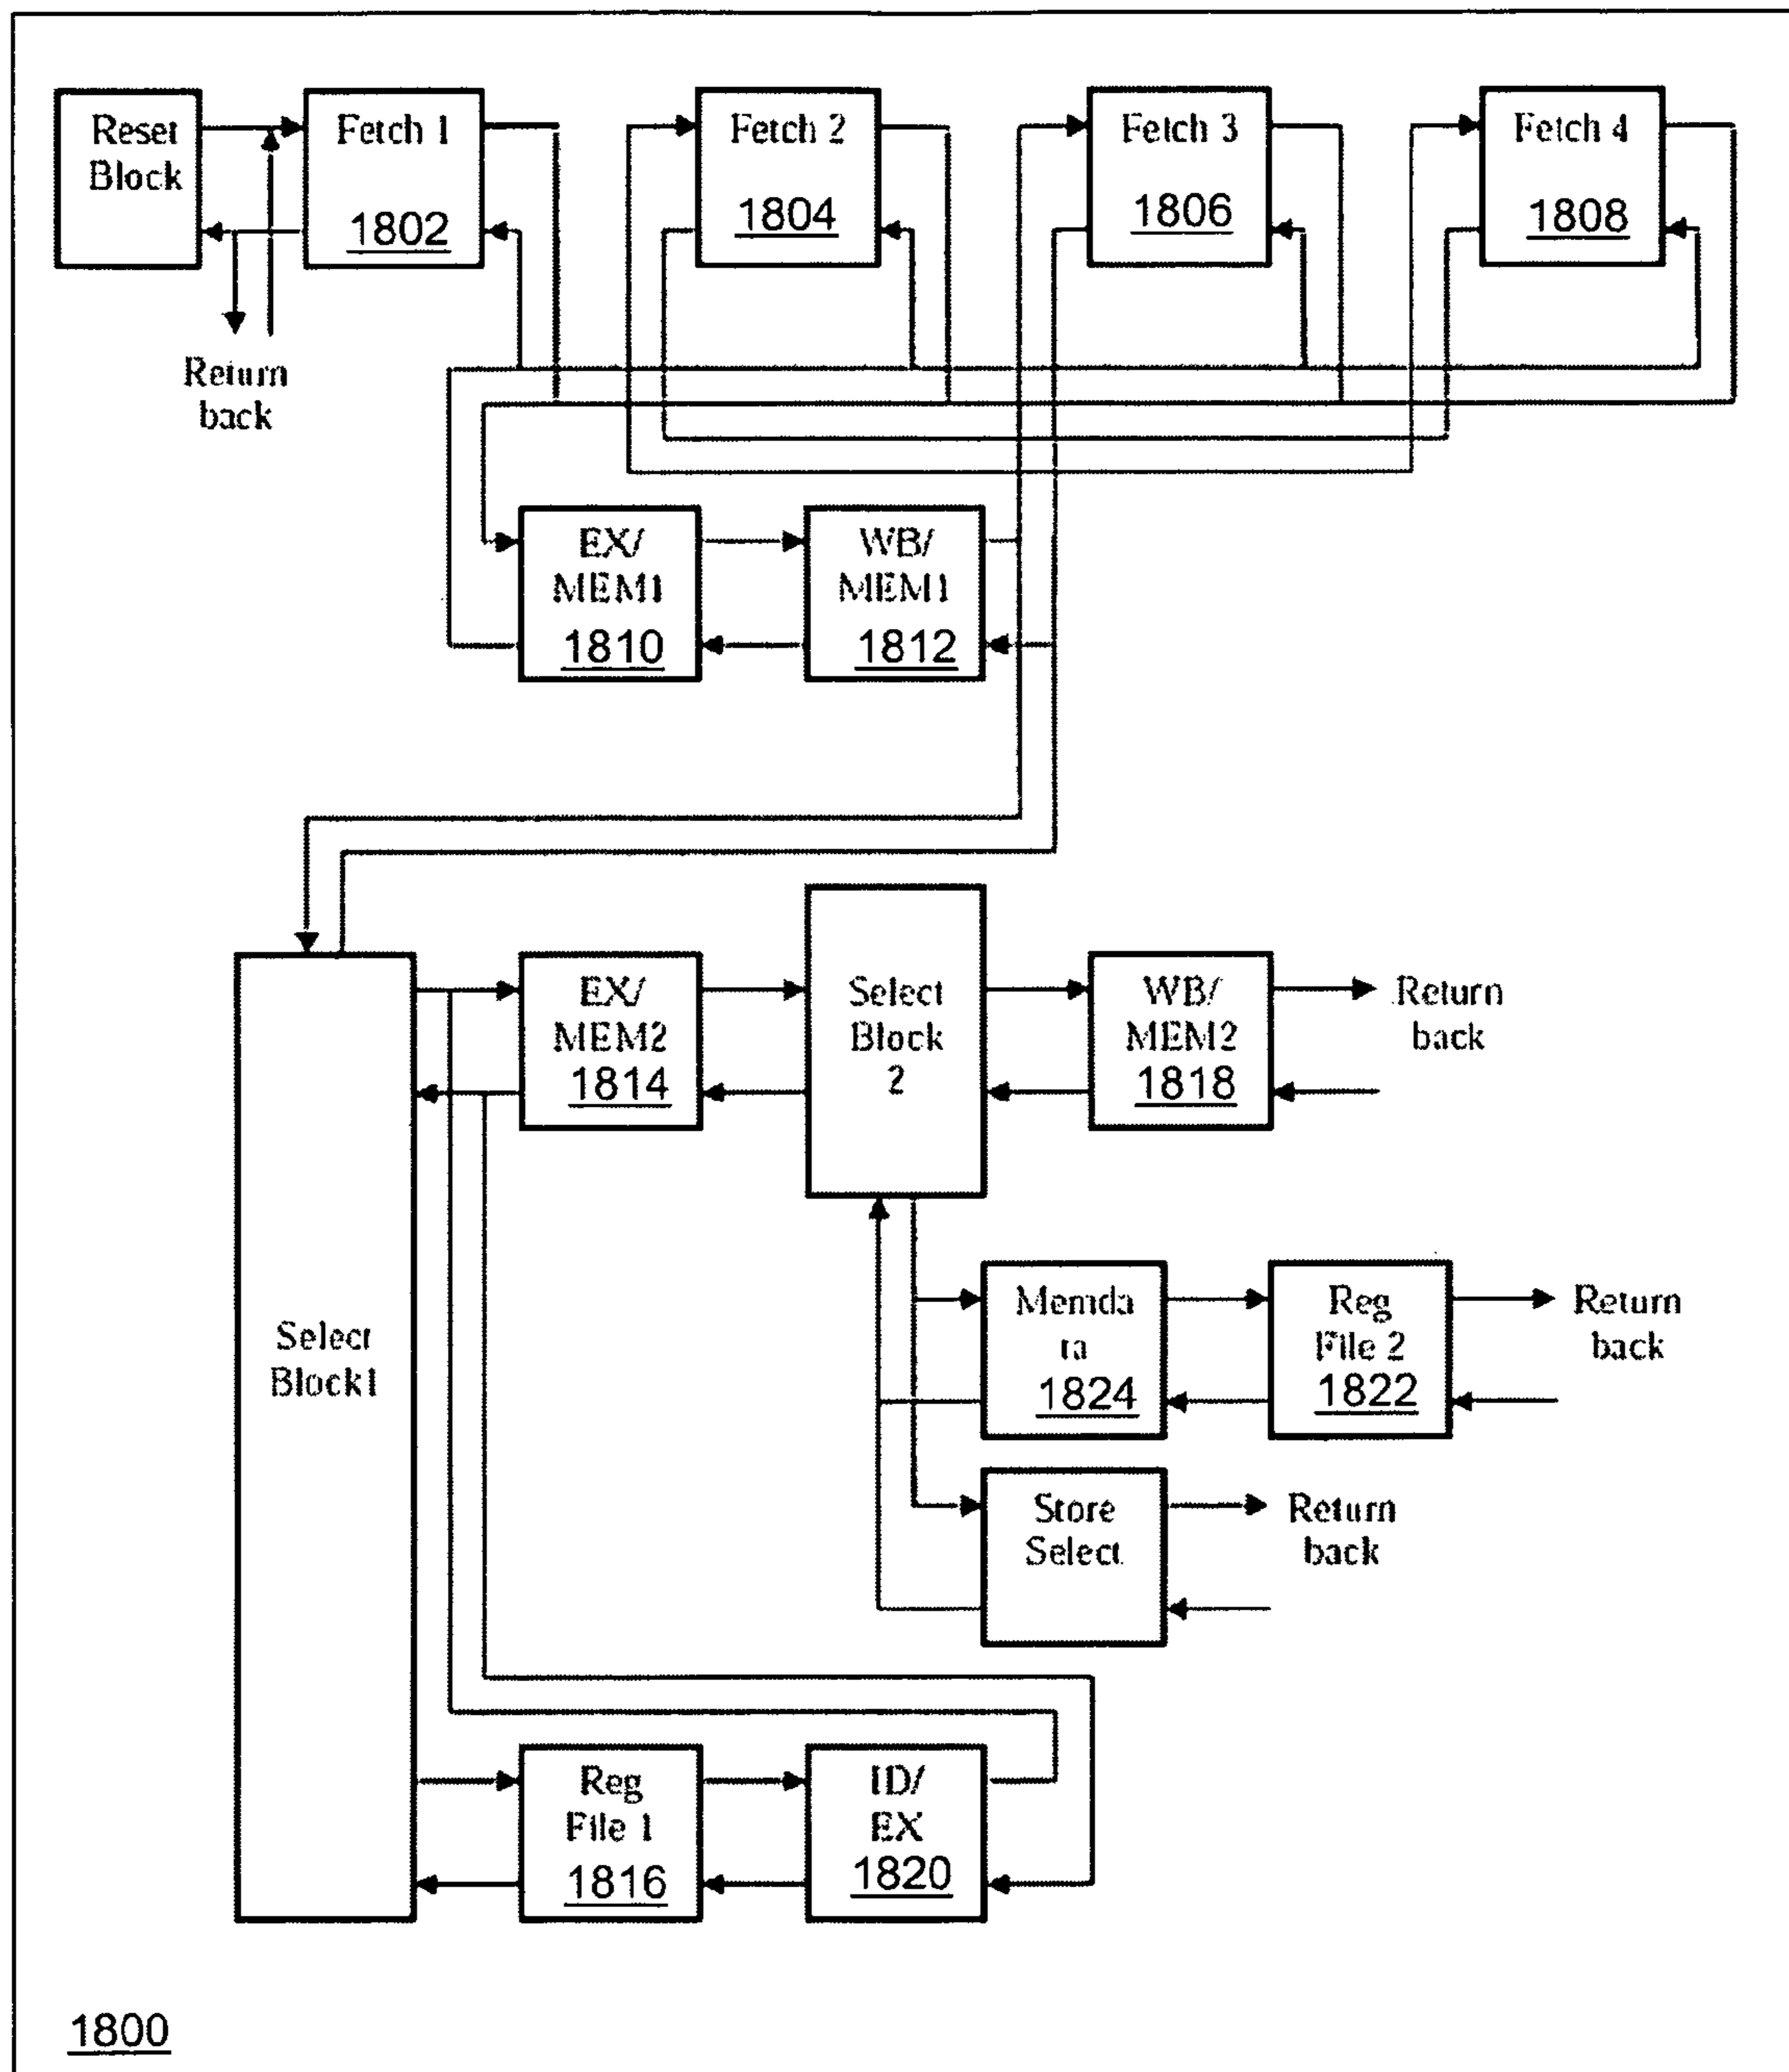 Reset
Block
Fetch 1
1802
Fetch 2
1804
Fetch 3
1806
Fetch 4
1808
Return
back
EX/
MEM1
1810
WB/
MEM1
1812
Select
Block1
EX/
MEM2
1814
Select
Block
2
WB/
MEM2
1818
Return
back
Memda
ta
1824
Reg
File 2
1822
Return
back
Store
Select
Return
back
Reg
File 1
1816
ID/
EX
1820
1800